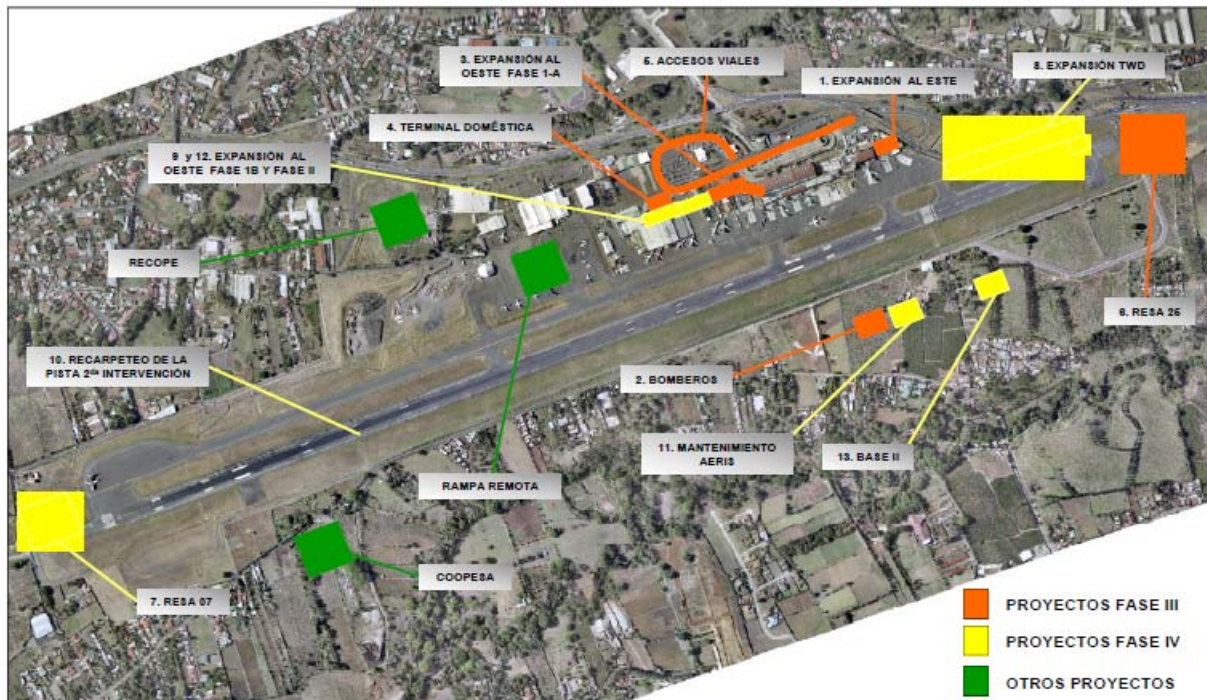 3. EXPANSIÓN AL
OESTE FASE 1-A
5. ACCESOS VIALES
1. EXPANSIÓN AL ESTE
8. EXPANSIÓN TWD
4. TERMINAL DOMÉSTICA
9 y 12. EXPANSIÓN AL
OESTE FASE 1B Y FASE II
RECOPE
6. RESA 25
10. RECARPETEO DE LA
PISTA 2da INTERVENCIÓN
2. BOMBEROS
11. MANTENIMIENTO
AERIS
13. BASE II
RAMPA REMOTA
COOPESA
7. RESA 07
PROYECTOS FASE III
PROYECTOS FASE IV
OTROS PROYECTOS